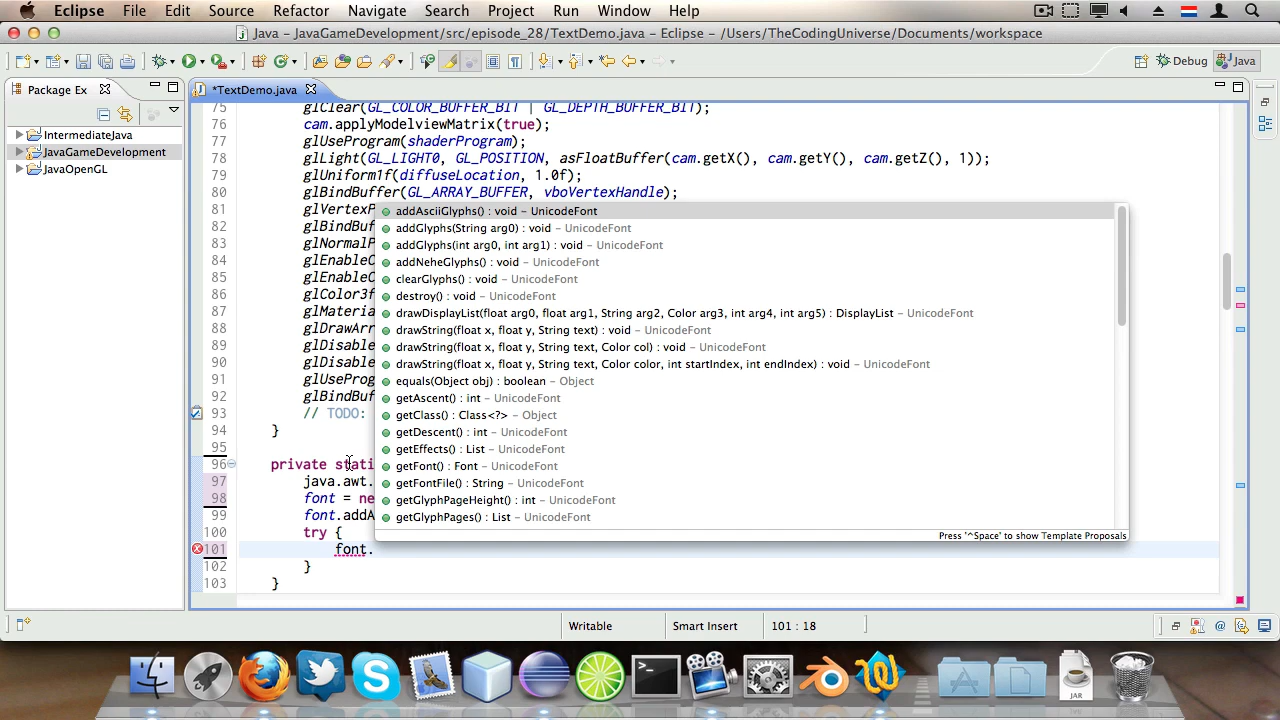 Eclipse File Edit Source Refactor Navigate Search Project Run Window Help
Java – JavaGameDevelopment/src/episode_28/TextDemo.java – Eclipse – /Users/TheCodingUniverse/Documents/workspace
Debug Java
Package Ex
*TextDemo.java
IntermediateJava
JavaGameDevelopment
JavaOpenGL
75 glClear(GL_COLOR_BUFFER_BIT | GL_DEPTH_BUFFER_BIT);
76 cam.applyModelviewMatrix(true);
77 glUseProgram(shaderProgram);
78 glLight(GL_LIGHT0, GL_POSITION, asFloatBuffer(cam.getX(), cam.getY(), cam.getZ(), 1));
79 glUniform1f(diffuseLocation, 1.0f);
80 glBindBuffer(GL_ARRAY_BUFFER, vboVertexHandle);
81 glVertexP
82 glBindBuf
83 glNormalP
84 glEnableC
85 glEnableC
86 glColor3f
87 glMateria
88 glDrawArr
89 glDisable
90 glDisable
91 glUseProg
92 glBindBuf
93 // TODO:
94 }
95
96 private stati
97 java.awt.
98 font = ne
99 font.addA
100 try {
101 font.
102 }
103 }
addAsciiGlyphs() : void – UnicodeFont
addGlyphs(String arg0) : void – UnicodeFont
addGlyphs(int arg0, int arg1) : void – UnicodeFont
addNeheGlyphs() : void – UnicodeFont
clearGlyphs() : void – UnicodeFont
destroy() : void – UnicodeFont
drawDisplayList(float arg0, float arg1, String arg2, Color arg3, int arg4, int arg5) : DisplayList – UnicodeFont
drawString(float x, float y, String text) : void – UnicodeFont
drawString(float x, float y, String text, Color col) : void – UnicodeFont
drawString(float x, float y, String text, Color color, int startIndex, int endIndex) : void – UnicodeFont
equals(Object obj) : boolean – Object
getAscent() : int – UnicodeFont
getClass() : Class<?> – Object
getDescent() : int – UnicodeFont
getEffects() : List – UnicodeFont
getFont() : Font – UnicodeFont
getFontFile() : String – UnicodeFont
getGlyphPageHeight() : int – UnicodeFont
getGlyphPages() : List – UnicodeFont
Press '^Space' to show Template Proposals
Writable Smart Insert 101 : 18
JAR